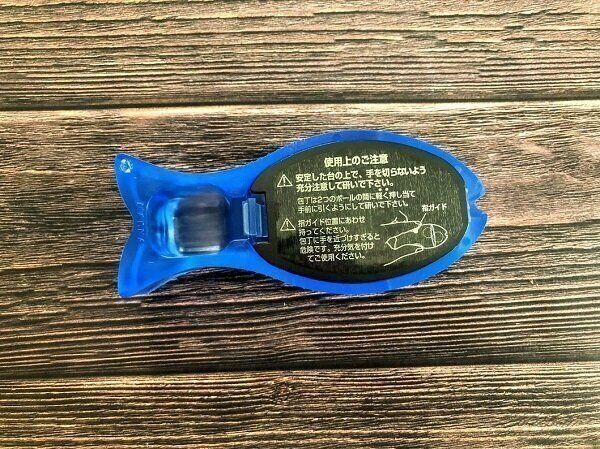 使用上のご注意
安定した台の上で、手を切らないよう
充分注意して研いで下さい。
包丁は2つのボールの間に軽く押し当て
手前に引くようにして研いで下さい。
指ガイド位置にあわせ
持ってください。
包丁に手を近づけすぎると
危険です。充分気を付け
てご使用ください。
指ガイド